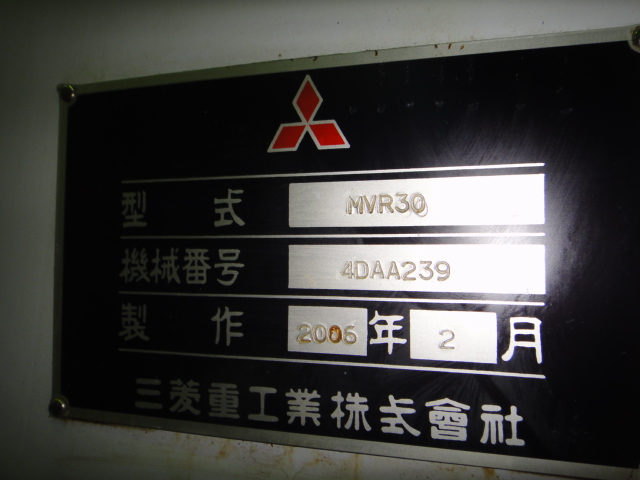 型式 MVR30
機械番号 4DAA239
製作 2006年2月
三菱重工業株式會社